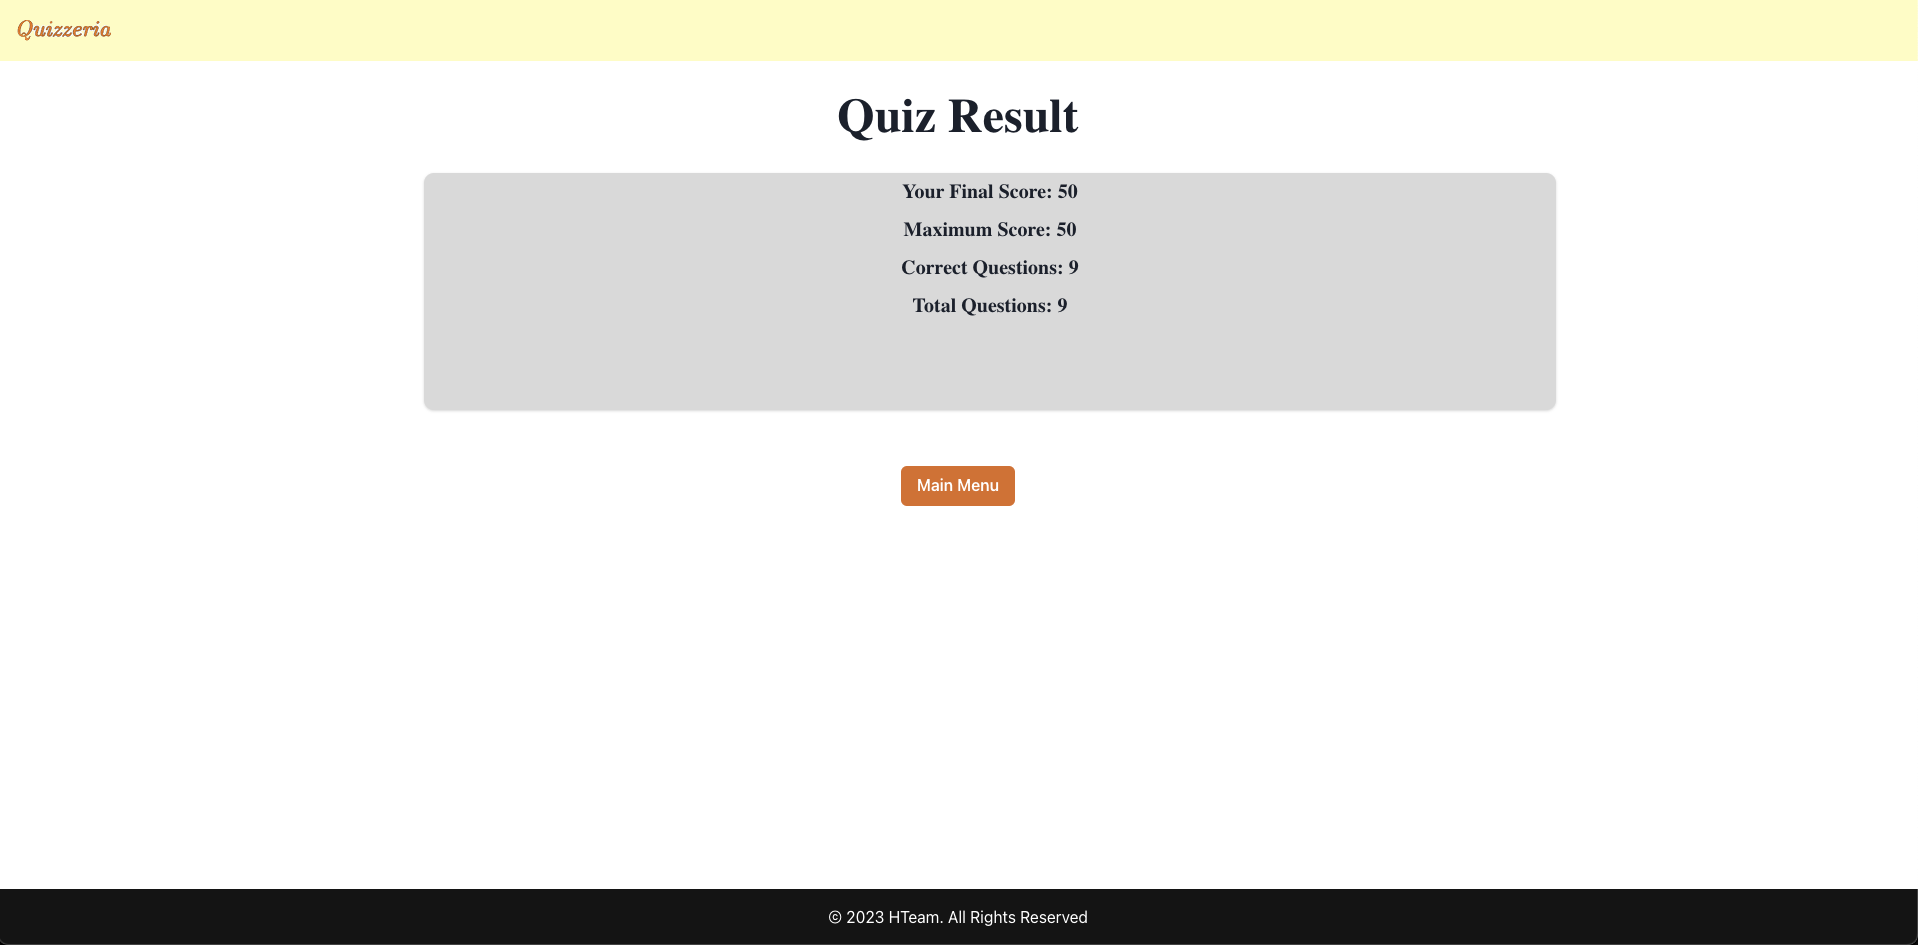 Quizzeria
Quiz Result
Your Final Score: 50
Maximum Score: 50
Correct Questions: 9
Total Questions: 9
Main Menu
© 2023 HTeam. All Rights Reserved